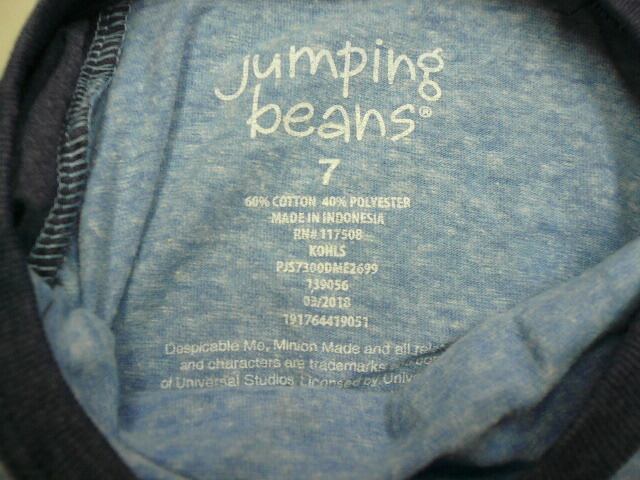 jumping
beans®
7
60% COTTON 40% POLYESTER
MADE IN INDONESIA
RN# 117508
KOHLS
PJS7300DME2699
139056
03/2018
191764419051
Despicable Me, Minion Made and all
and characters are trademarks
of Universal Studios Licensed by